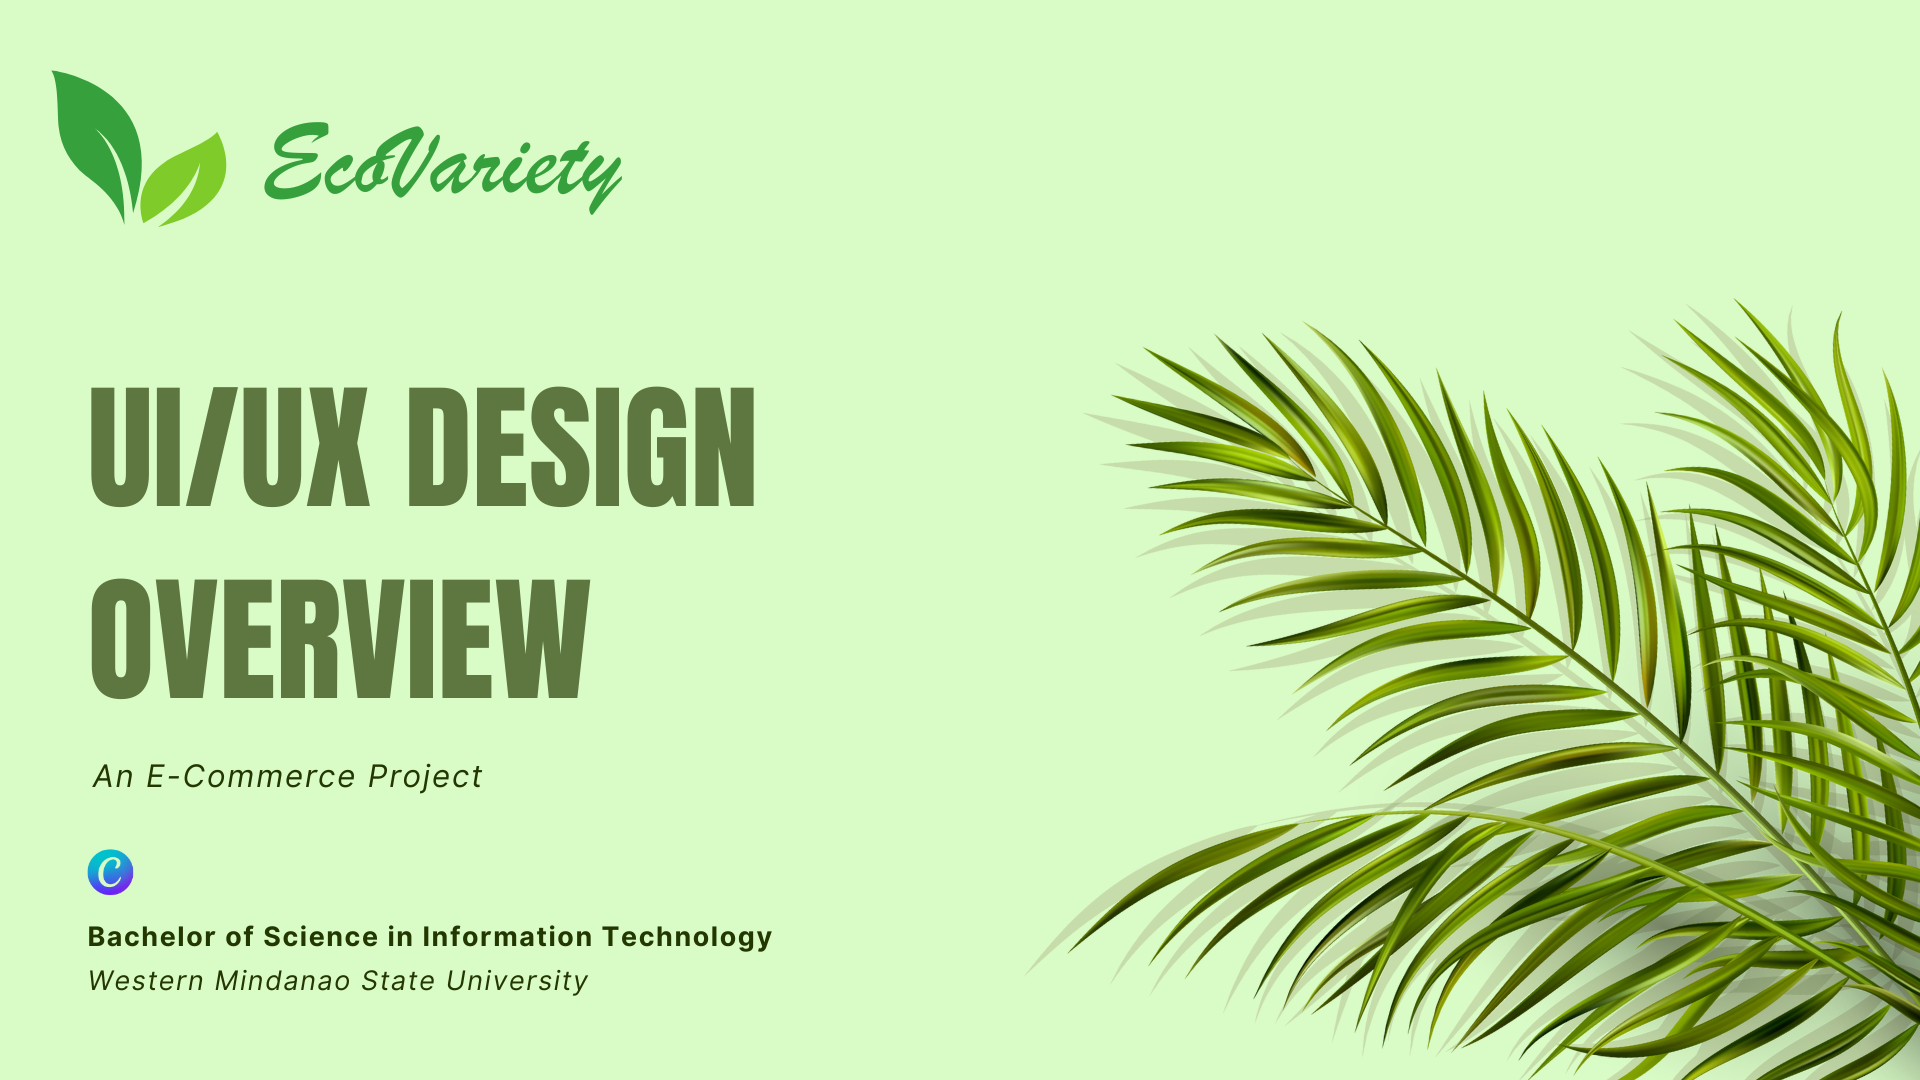 EcoVariety
UI/UX DESIGN
OVERVIEW
An E-Commerce Project
C
Bachelor of Science in Information Technology
Western Mindanao State University